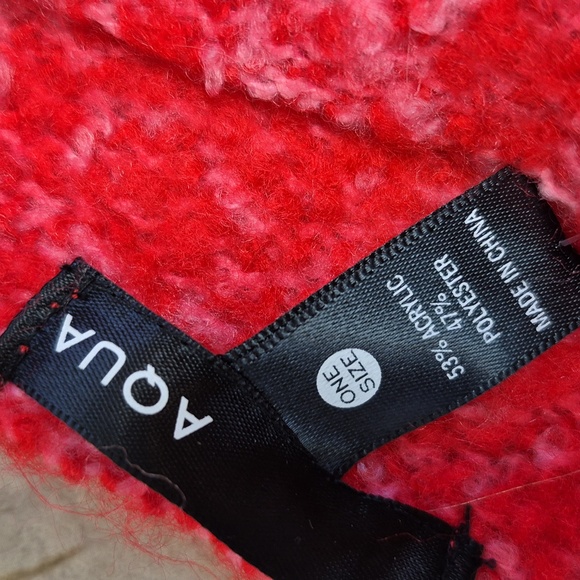 AQUA
ONE
SIZE
53% ACRYLIC
47%
POLYESTER
MADE IN CHINA